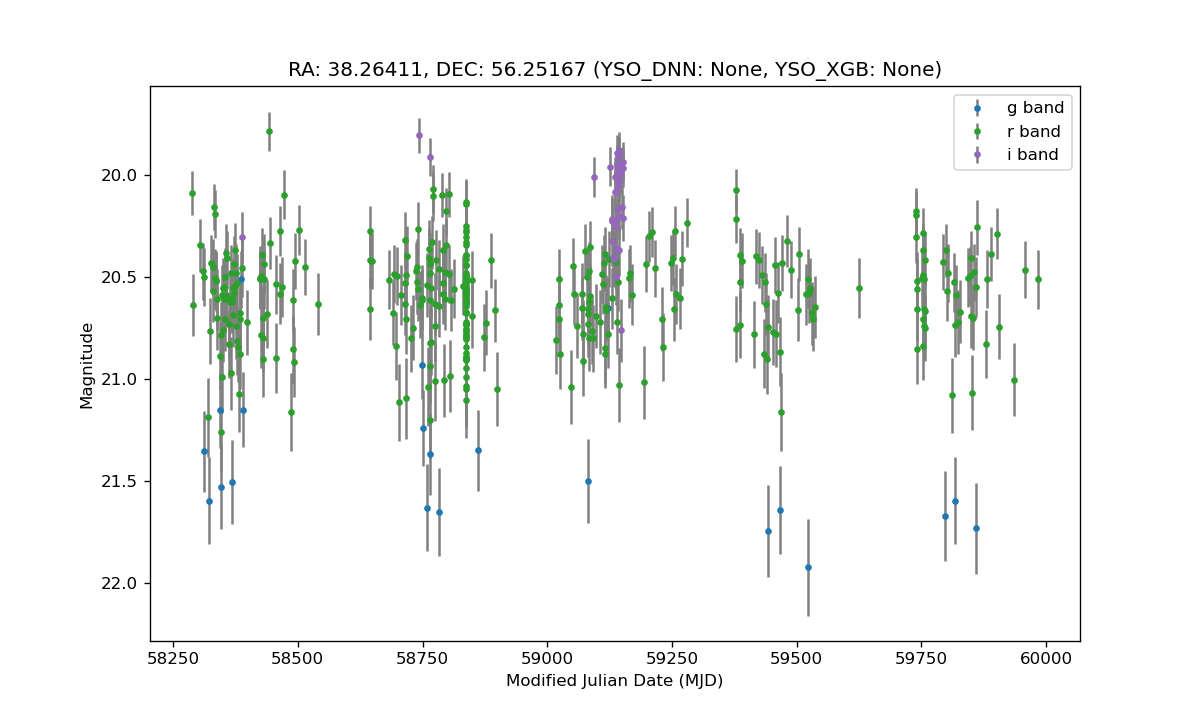 RA: 38.26411, DEC: 56.25167 (YSO_DNN: None, YSO_XGB: None)
g band
r band
i band
20.0
20.5
21.0
21.5
22.0
Magnitude
58250 58500 58750 59000 59250 59500 59750 60000
Modified Julian Date (MJD)